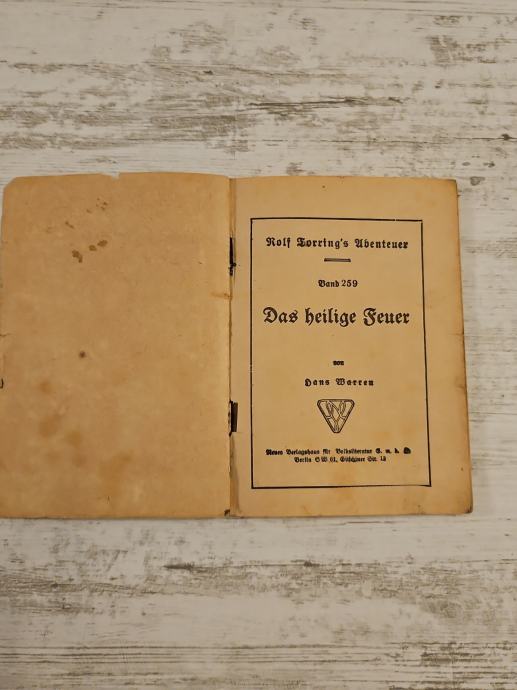 Rolf Torring's Abenteuer
Band 259
Das heilige Feuer
von
Hans Warren
Neues Verlagshaus für Volksliteratur G. m. b.
Berlin SW 61, Gitschiner Str. 13